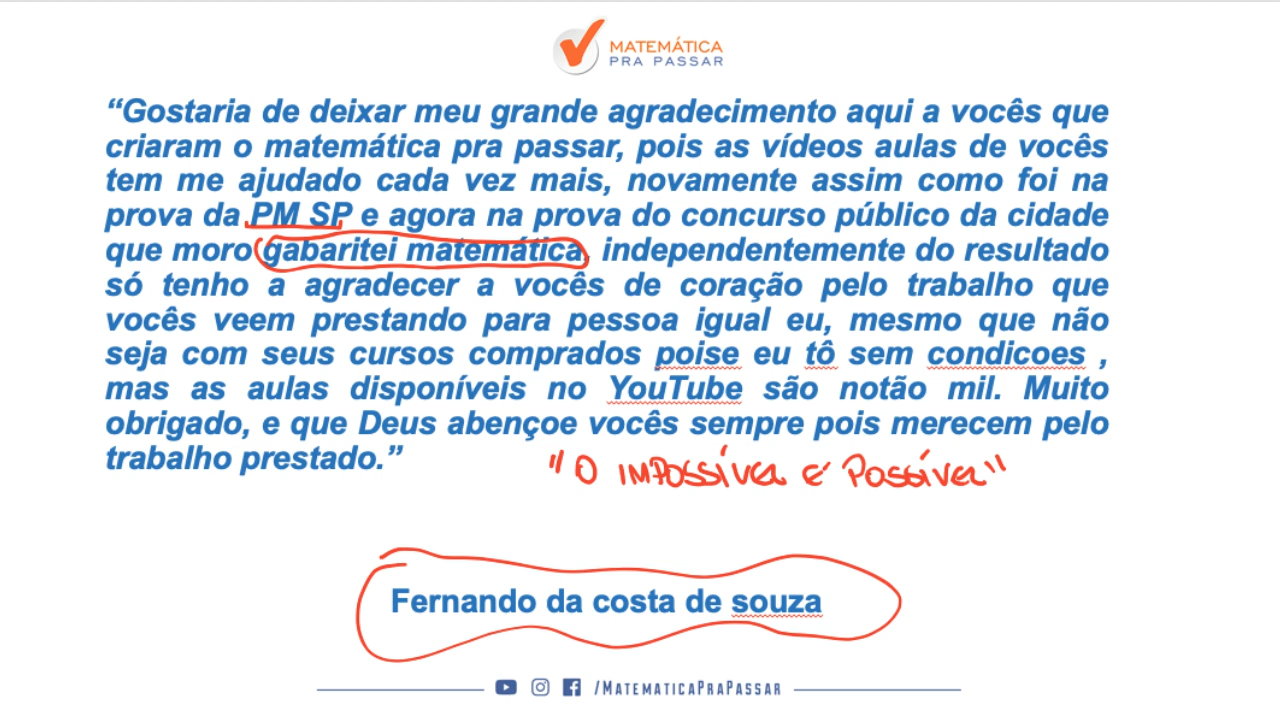 MATEMÁTICA
PRA PASSAR
“Gostaria de deixar meu grande agradecimento aqui a vocês que
criaram o matemática pra passar, pois as vídeos aulas de vocês
tem me ajudado cada vez mais, novamente assim como foi na
prova da PM SP e agora na prova do concurso público da cidade
que moro gabaritei matemática, independentemente do resultado
só tenho a agradecer a vocês de coração pelo trabalho que
vocês veem prestando para pessoa igual eu, mesmo que não
seja com seus cursos comprados poise eu tô sem condicoes ,
mas as aulas disponíveis no YouTube são notão mil. Muito
obrigado, e que Deus abençoe vocês sempre pois merecem pelo
trabalho prestado.”
"O IMPOSSÍVEL É POSSÍVEL"
Fernando da costa de souza
/MATEMATICAPRAPASSAR